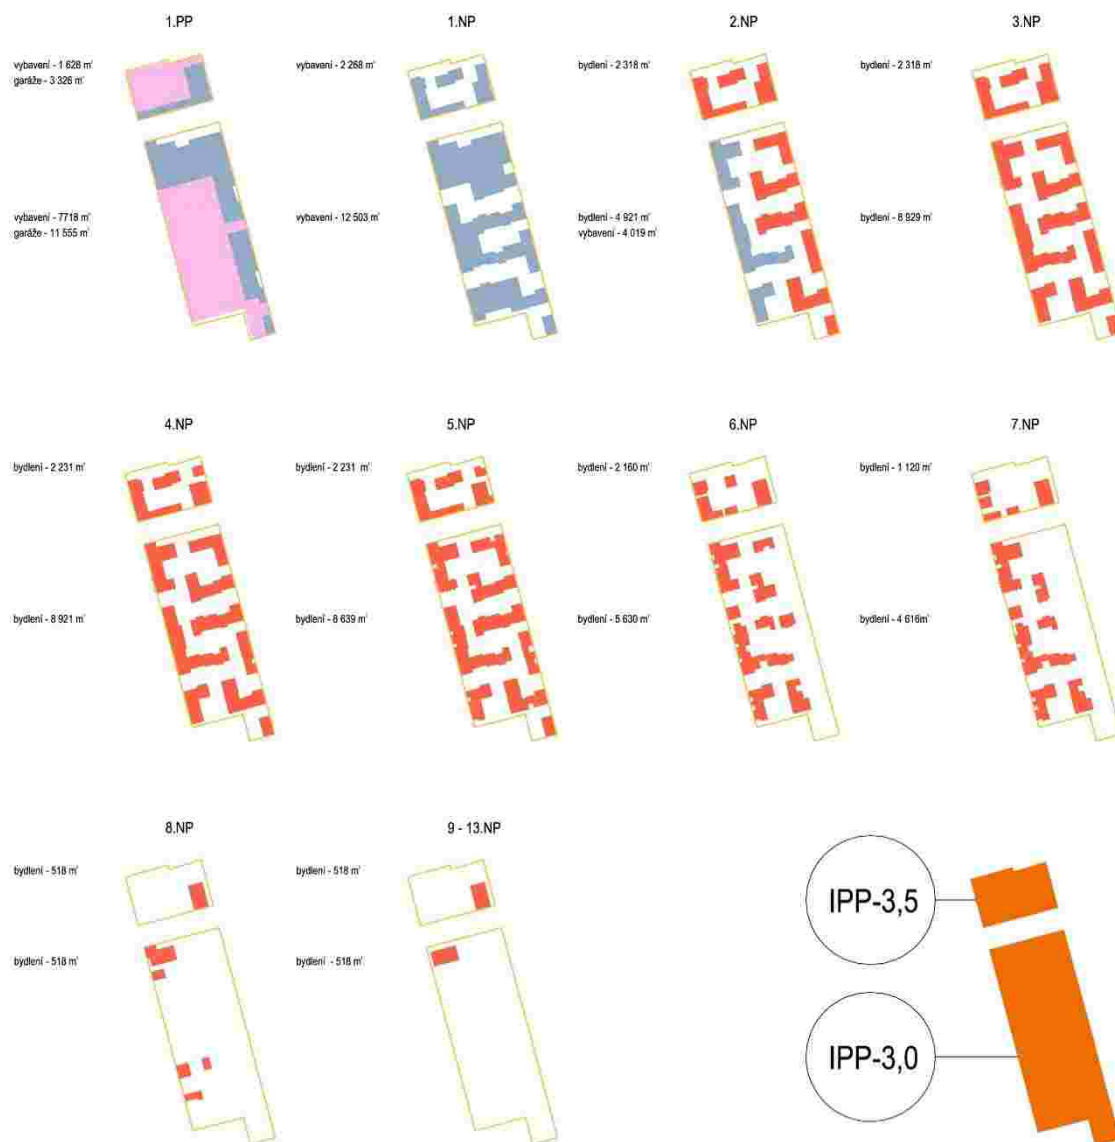 1.PP
vybavení - 1 628 m²
garáže - 3 326 m²
vybavení - 7718 m²
garáže - 11 555 m²
1.NP
vybavení - 2 268 m²
vybavení - 12 503 m²
2.NP
bydlení - 2 318 m²
bydlení - 4 921 m²
vybavení - 4 019 m²
3.NP
bydlení - 2 318 m²
bydlení - 8 929 m²
4.NP
bydlení - 2 231 m²
bydlení - 8 921 m²
5.NP
bydlení - 2 231 m²
bydlení - 8 639 m²
6.NP
bydlení - 2 160 m²
bydlení - 5 630 m²
7.NP
bydlení - 1 120 m²
bydlení - 4 616m²
8.NP
bydlení - 518 m²
bydlení - 518 m²
9 - 13.NP
bydlení - 518 m²
bydlení - 518 m²
IPP-3,5
IPP-3,0